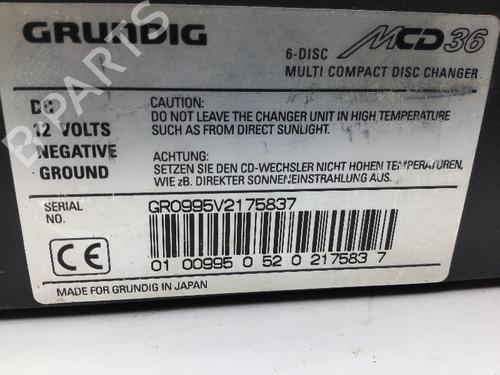 GRUNDIG
6-DISC MCD36
MULTI COMPACT DISC CHANGER
DC
12 VOLTS
NEGATIVE
GROUND
CAUTION:
DO NOT LEAVE THE CHANGER UNIT IN HIGH TEMPERATURE
SUCH AS FROM DIRECT SUNLIGHT.
ACHTUNG:
SETZEN SIE DEN CD-WECHSLER NICHT HOHEN TEMPERATUREN,
WIE zB. DIREKTER SONNENEINSTRAHLUNG AUS.
SERIAL
NO.
GR0995V2175837
01 00995 0 52 0 217583 7
CE
MADE FOR GRUNDIG IN JAPAN
B-PARTS